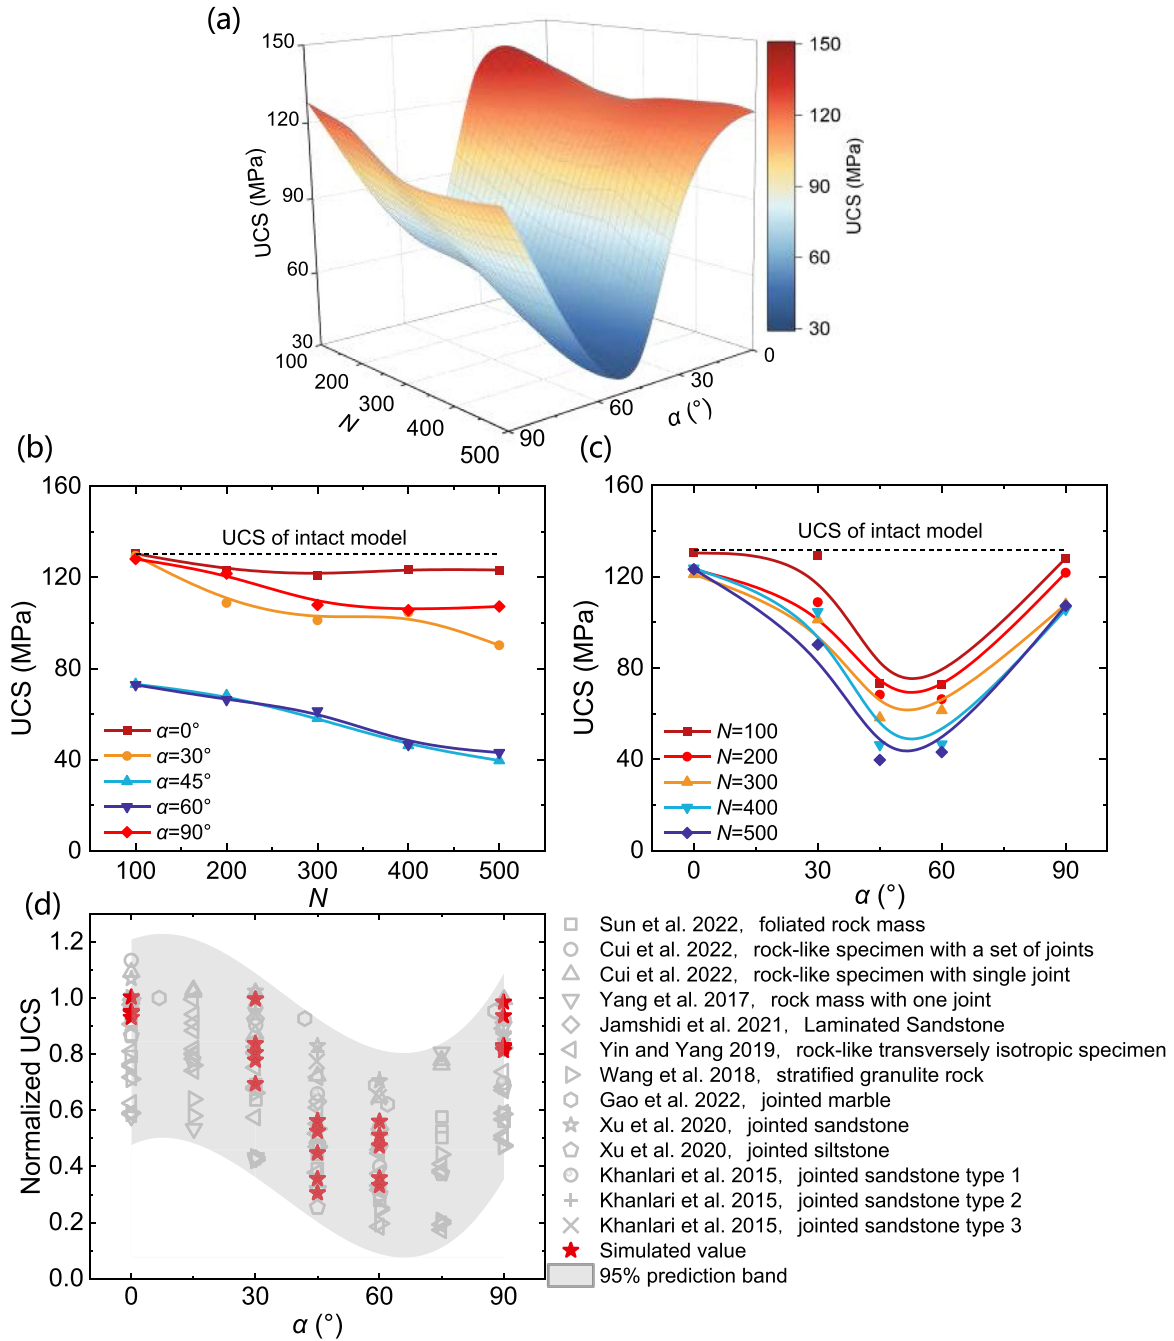 (a)
150
120
90
60
30
UCS (MPa)
100
200
300
400
500
N
90
60
30
0
α (°)
150
120
90
60
30
UCS (MPa)
(b)
160
120
80
40
0
UCS (MPa)
UCS of intact model
α=0°
α=30°
α=45°
α=60°
α=90°
100 200 300 400 500
N
(c)
160
120
80
40
0
UCS (MPa)
UCS of intact model
N=100
N=200
N=300
N=400
N=500
0 30 45 60 90
α (°)
(d)
1.2
1.0
0.8
0.6
0.4
0.2
0.0
Normalized UCS
0 30 60 90
α (°)
Sun et al. 2022, foliated rock mass
Cui et al. 2022, rock-like specimen with a set of joints
Cui et al. 2022, rock-like specimen with single joint
Yang et al. 2017, rock mass with one joint
Jamshidi et al. 2021, Laminated Sandstone
Yin and Yang 2019, rock-like transversely isotropic specimen
Wang et al. 2018, stratified granulite rock
Gao et al. 2022, jointed marble
Xu et al. 2020, jointed sandstone
Xu et al. 2020, jointed siltstone
Khanlari et al. 2015, jointed sandstone type 1
Khanlari et al. 2015, jointed sandstone type 2
Khanlari et al. 2015, jointed sandstone type 3
Simulated value
95% prediction band